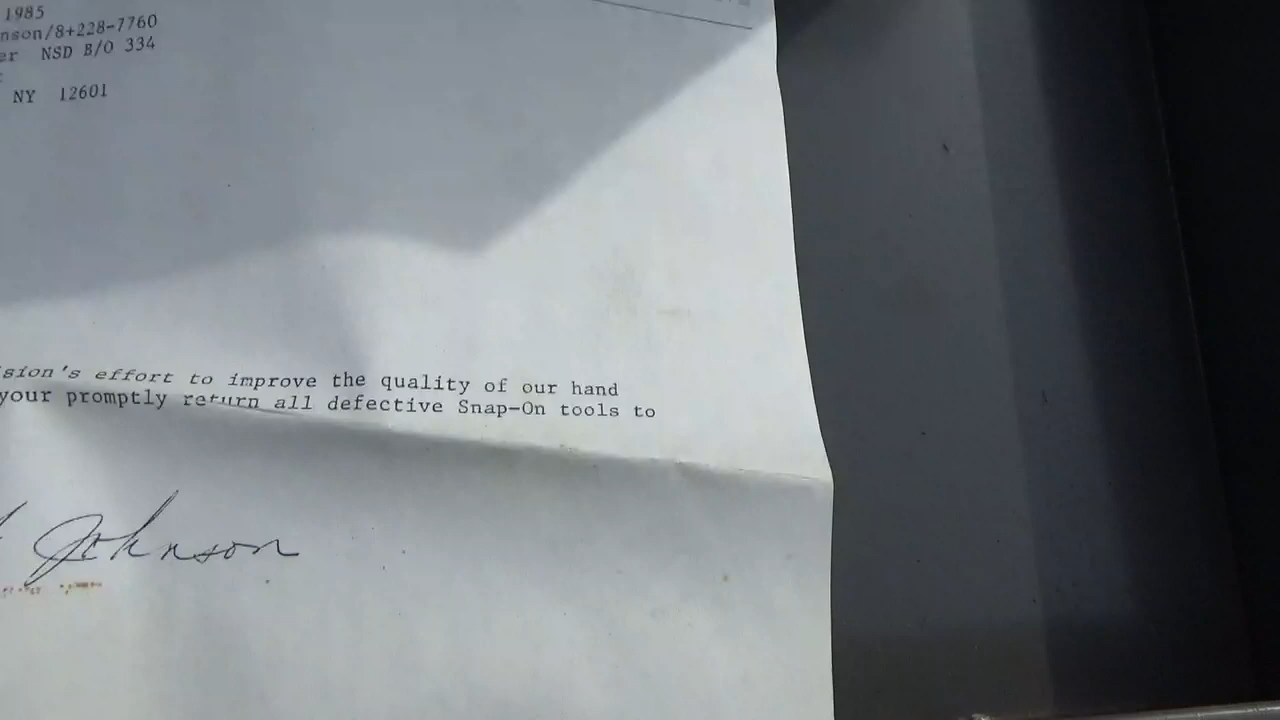 1985
nson/8+228-7760
er NSD B/O 334
NY 12601
sion's effort to improve the quality of our hand
your promptly return all defective Snap-On tools to
Johnson